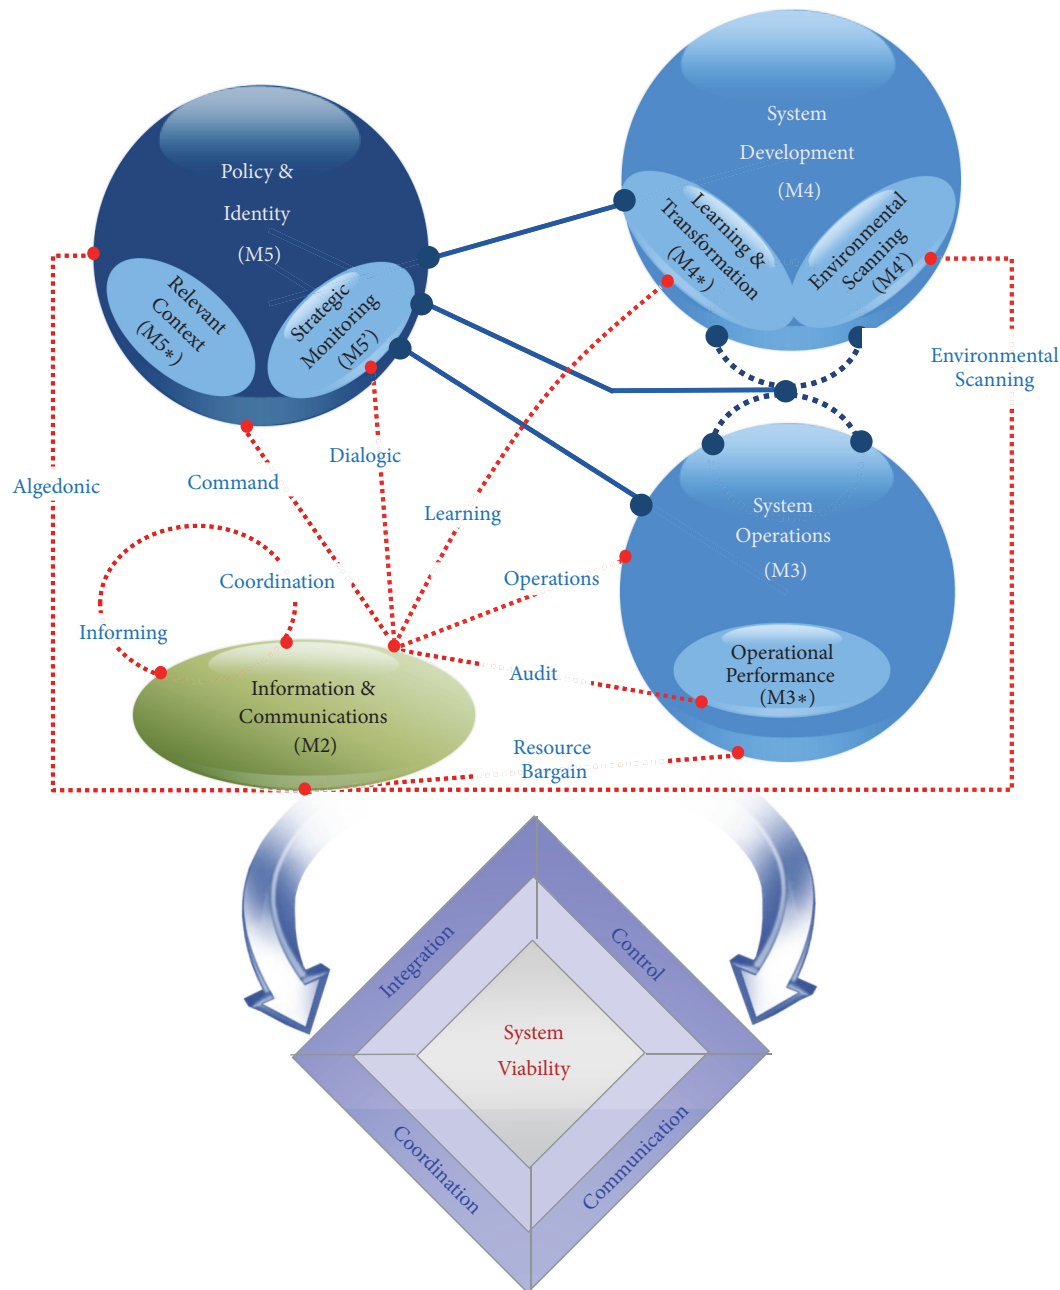 System
Development
(M4)
Learning &
Transformation
(M4*)
Environmental
Scanning
(M4’)
Policy &
Identity
(M5)
Relevant
Context
(M5*)
Strategic
Monitoring
(M5’)
Environmental
Scanning
Algedonic
Command
Dialogic
Learning
Operations
Coordination
Informing
Audit
Resource
Bargain
System
Operations
(M3)
Operational
Performance
(M3*)
Information &
Communications
(M2)
Integration
Control
System
Viability
Coordination
Communication